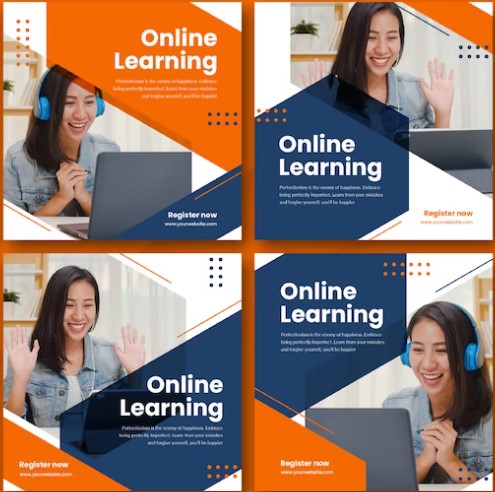 Online
Learning
Perfectionism is the enemy of happiness. Embrace
being perfectly imperfect. Learn from your mistakes
and forgive yourself, you'll be happier
Register now
www.yourwebsite.com
Online
Learning
Perfectionism is the enemy of happiness. Embrace
being perfectly imperfect. Learn from your mistakes
and forgive yourself, you'll be happier
Register now
www.yourwebsite.com
Online
Learning
Perfectionism is the enemy of happiness. Embrace
being perfectly imperfect. Learn from your mistakes
and forgive yourself, you'll be happier
Register now
www.yourwebsite.com
Online
Learning
Perfectionism is the enemy of happiness. Embrace
being perfectly imperfect. Learn from your mistakes
and forgive yourself, you'll be happier
Register now
www.yourwebsite.com